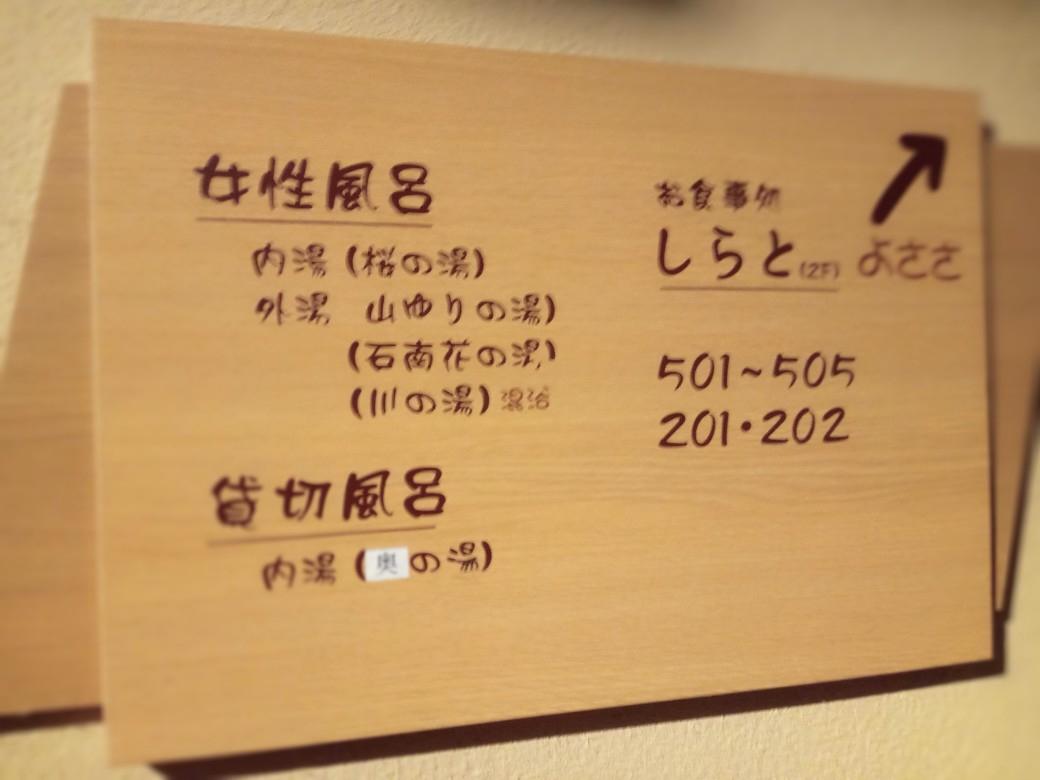 女性風呂
内湯(桜の湯)
外湯 山ゆりの湯)
(石南花の湯)
(川の湯)混浴
貸切風呂
内湯(奥の湯)
お食事処
しらと(2F)よささ
501~505
201・202